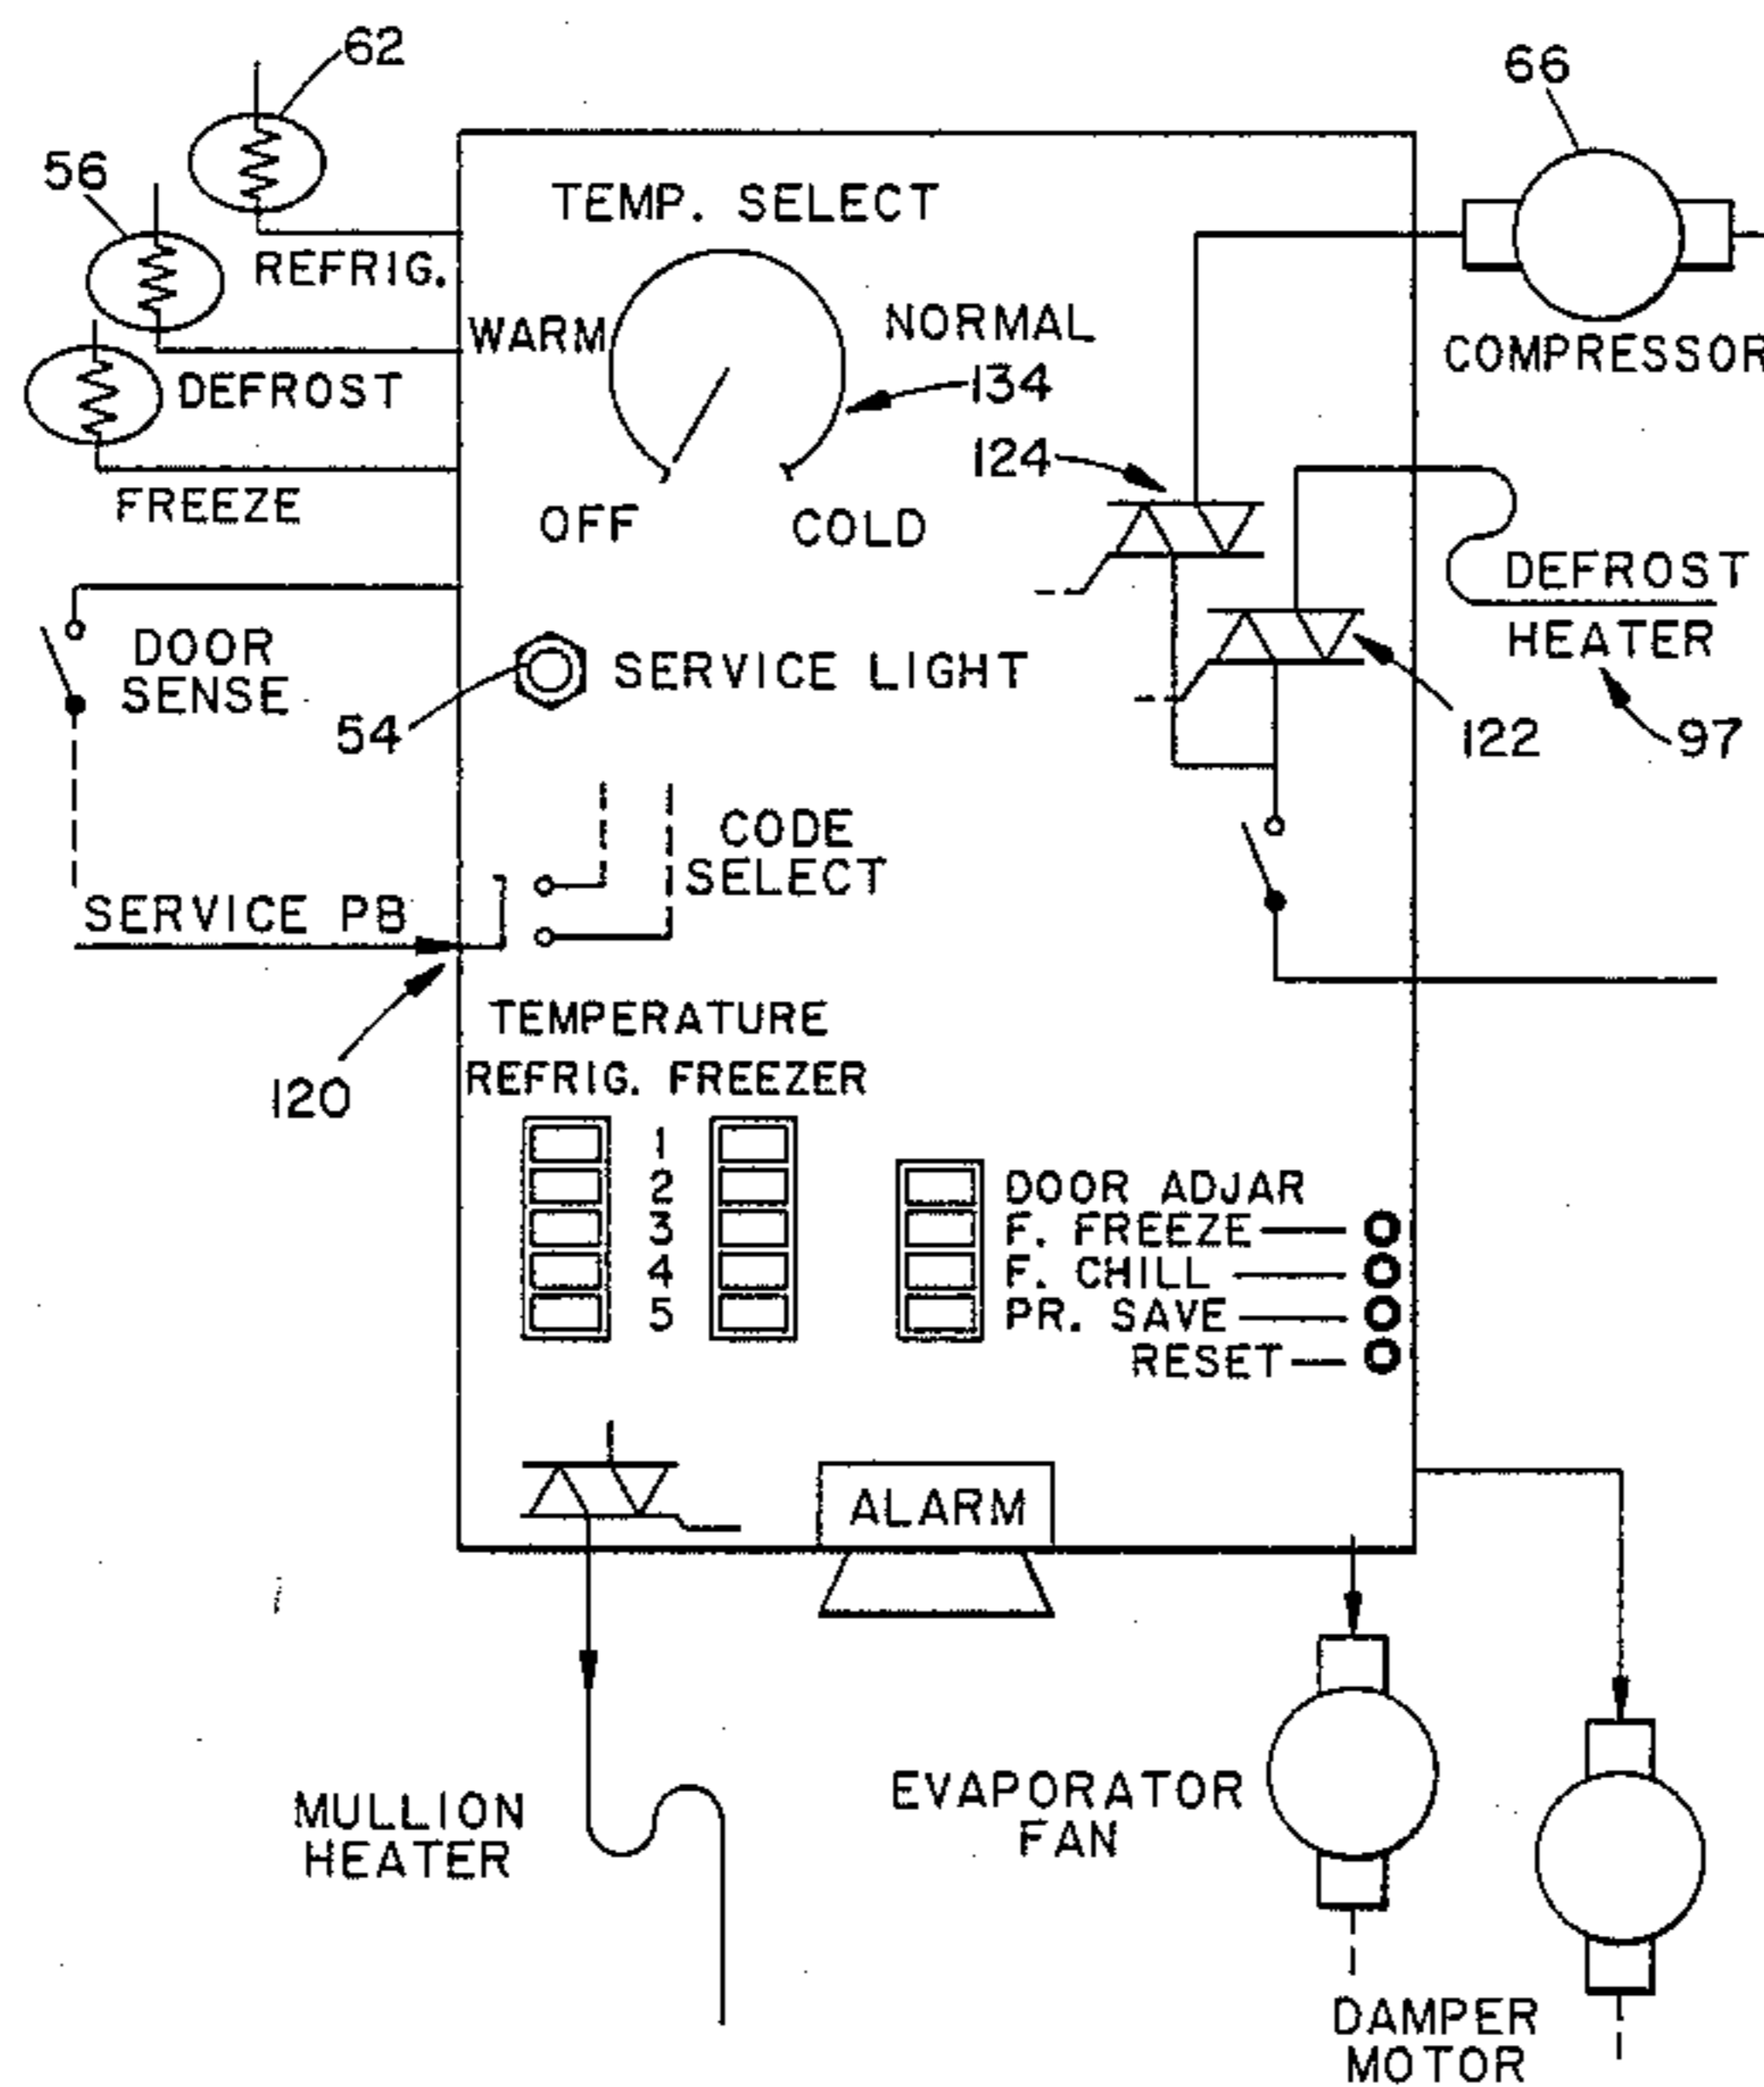 62
66
56
TEMP. SELECT
REFRIG.
WARM
NORMAL
COMPRESSOR
134
DEFROST
124
FREEZE
OFF
COLD
DEFROST
HEATER
DOOR
SENSE
SERVICE LIGHT
54
122
97
CODE
SELECT
SERVICE PB
TEMPERATURE
120
REFRIG. FREEZER
1
2
3
4
5
DOOR ADJAR
F. FREEZE
F. CHILL
PR. SAVE
RESET
ALARM
MULLION
HEATER
EVAPORATOR
FAN
DAMPER
MOTOR